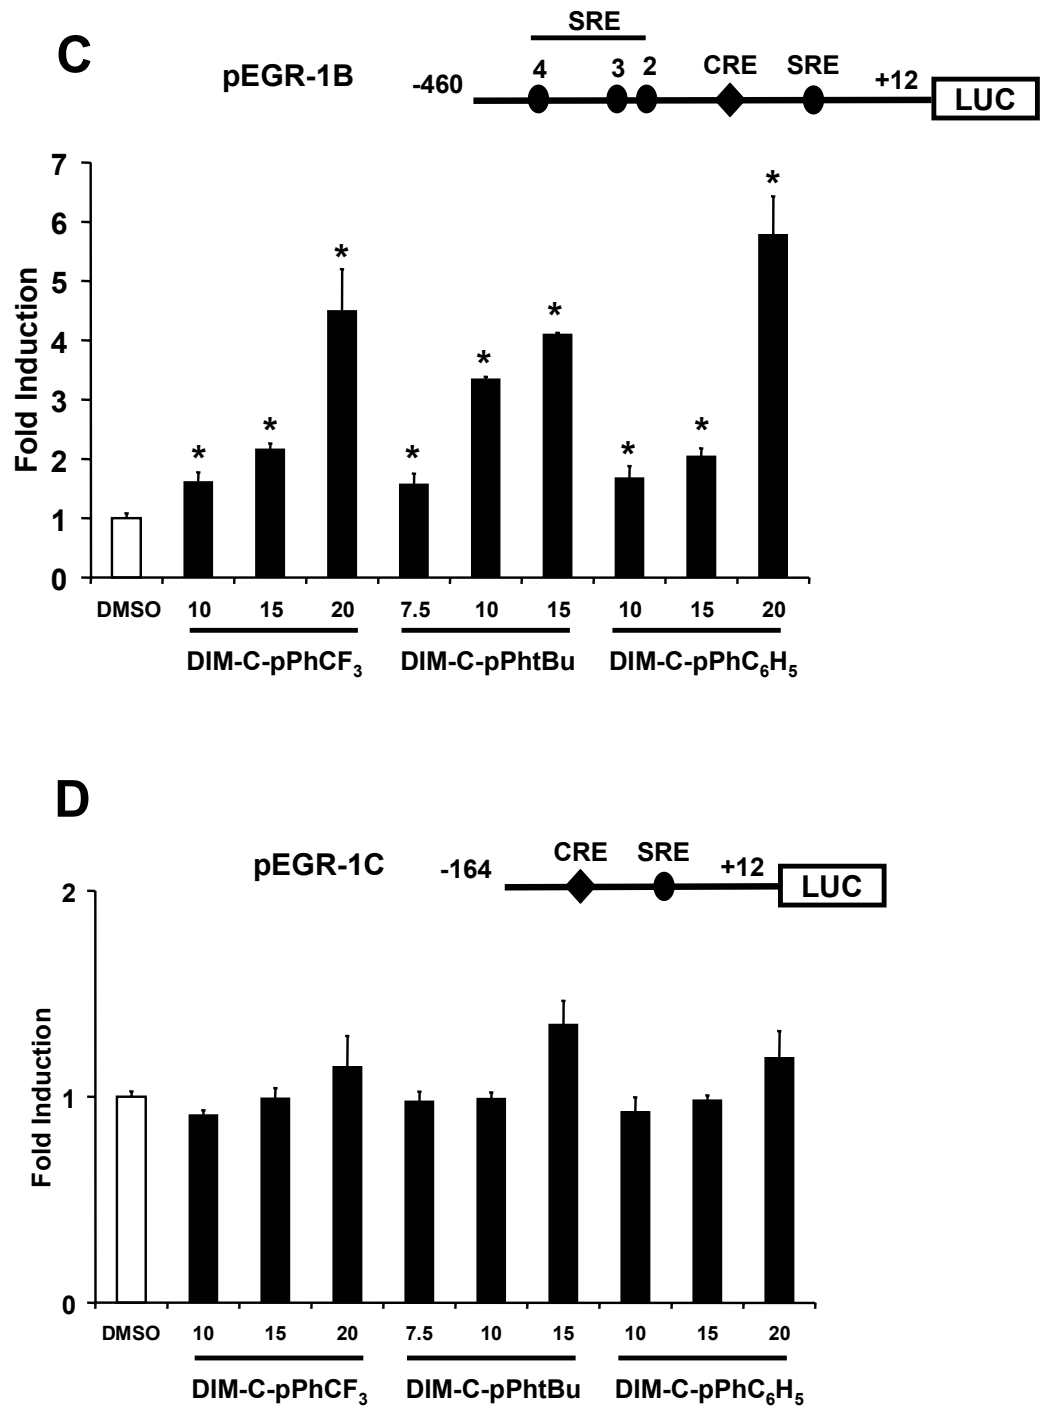 C
SRE
pEGR-1B
-460
4 3 2 CRE SRE
+12
LUC
7
6
5
4
3
2
1
0
Fold Induction
* * * * * * * * *
DMSO 10 15 20 7.5 10 15 10 15 20
DIM-C-pPhCF₃ DIM-C-pPhtBu DIM-C-pPhC₆H₅
D
pEGR-1C
-164
CRE SRE
+12
LUC
2
1
0
Fold Induction
DMSO 10 15 20 7.5 10 15 10 15 20
DIM-C-pPhCF₃ DIM-C-pPhtBu DIM-C-pPhC₆H₅